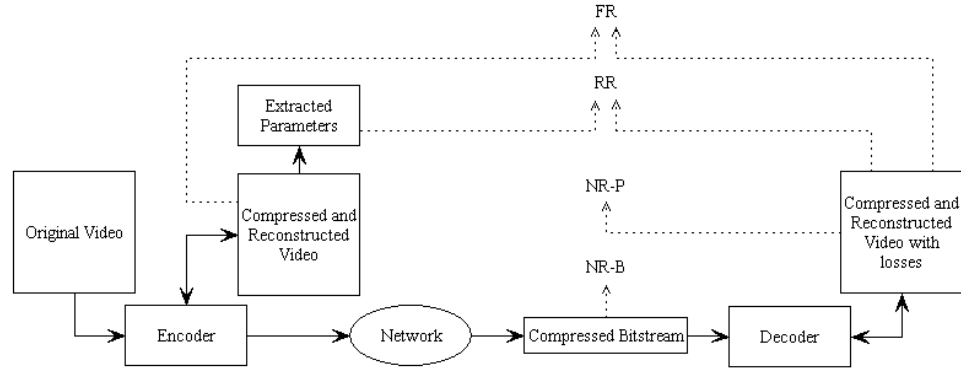 FR
RR
Extracted
Parameters
NR-P
Original Video
Compressed and
Reconstructed
Video
Compressed and
Reconstructed
Video with
losses
NR-B
Encoder
Network
Compressed Bitstream
Decoder